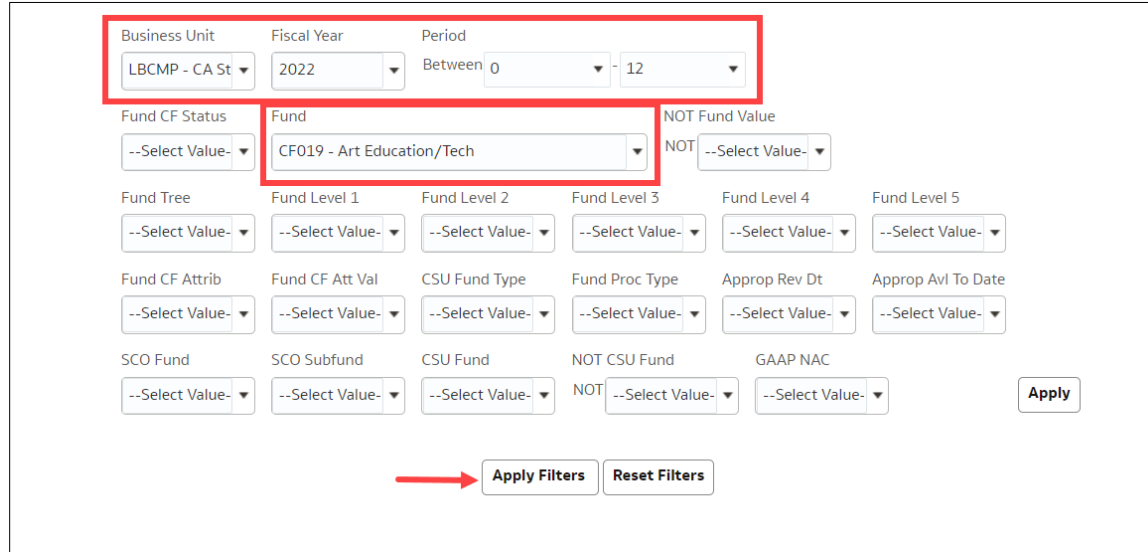 Business Unit Fiscal Year Period
LBCMP - CA St 2022 Between 0 - 12
Fund CF Status Fund NOT Fund Value
--Select Value- CF019 - Art Education/Tech NOT --Select Value-
Fund Tree Fund Level 1 Fund Level 2 Fund Level 3 Fund Level 4 Fund Level 5
--Select Value- --Select Value- --Select Value- --Select Value- --Select Value- --Select Value-
Fund CF Attrib Fund CF Att Val CSU Fund Type Fund Proc Type Approp Rev Dt Approp Avl To Date
--Select Value- --Select Value- --Select Value- --Select Value- --Select Value- --Select Value-
SCO Fund SCO Subfund CSU Fund NOT CSU Fund GAAP NAC
--Select Value- --Select Value- --Select Value- NOT --Select Value- --Select Value- Apply
Apply Filters Reset Filters